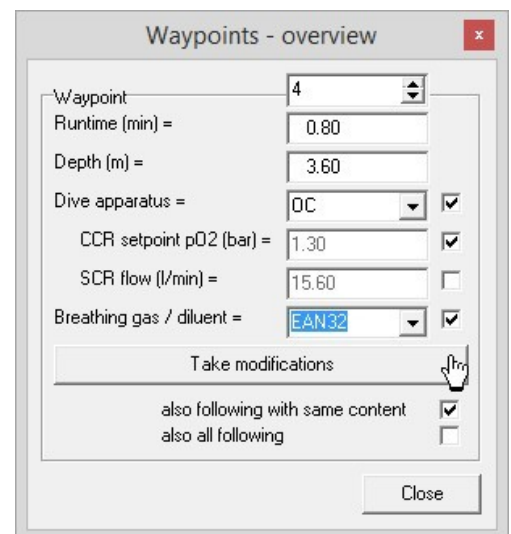 Waypoints - overview x
Waypoint 4
Runtime (min) = 0.80
Depth (m) = 3.60
Dive apparatus = OC
CCR setpoint pO2 (bar) = 1.30
SCR flow (l/min) = 15.60
Breathing gas / diluent = EAN32
Take modifications
also following with same content
also all following
Close